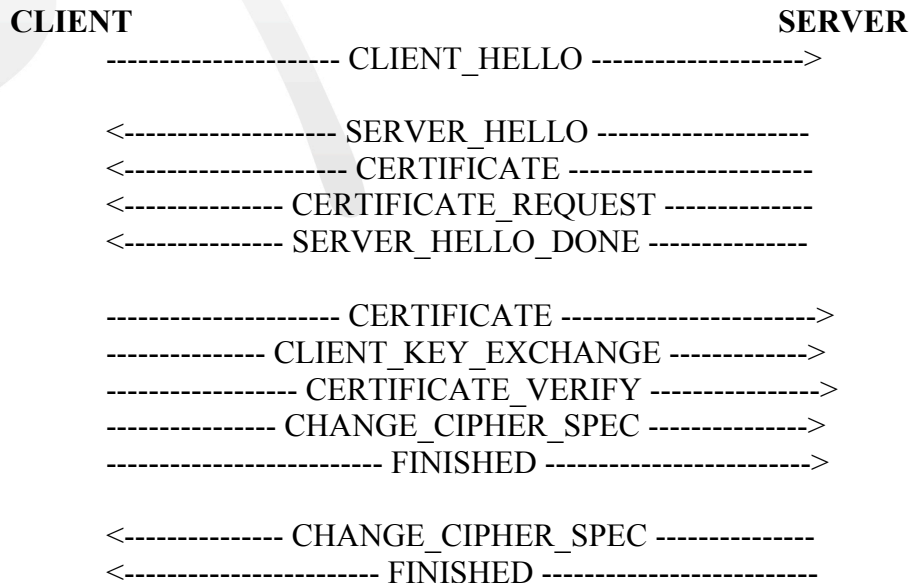 CLIENT SERVER
---------------------- CLIENT_HELLO -------------------->
<-------------------- SERVER_HELLO --------------------
<--------------------- CERTIFICATE -----------------------
<--------------- CERTIFICATE_REQUEST --------------
<--------------- SERVER_HELLO_DONE ---------------
---------------------- CERTIFICATE ------------------------>
--------------- CLIENT_KEY_EXCHANGE ------------->
------------------ CERTIFICATE_VERIFY ---------------->
---------------- CHANGE_CIPHER_SPEC --------------->
-------------------------- FINISHED ------------------------->
<--------------- CHANGE_CIPHER_SPEC ---------------
<------------------------ FINISHED --------------------------